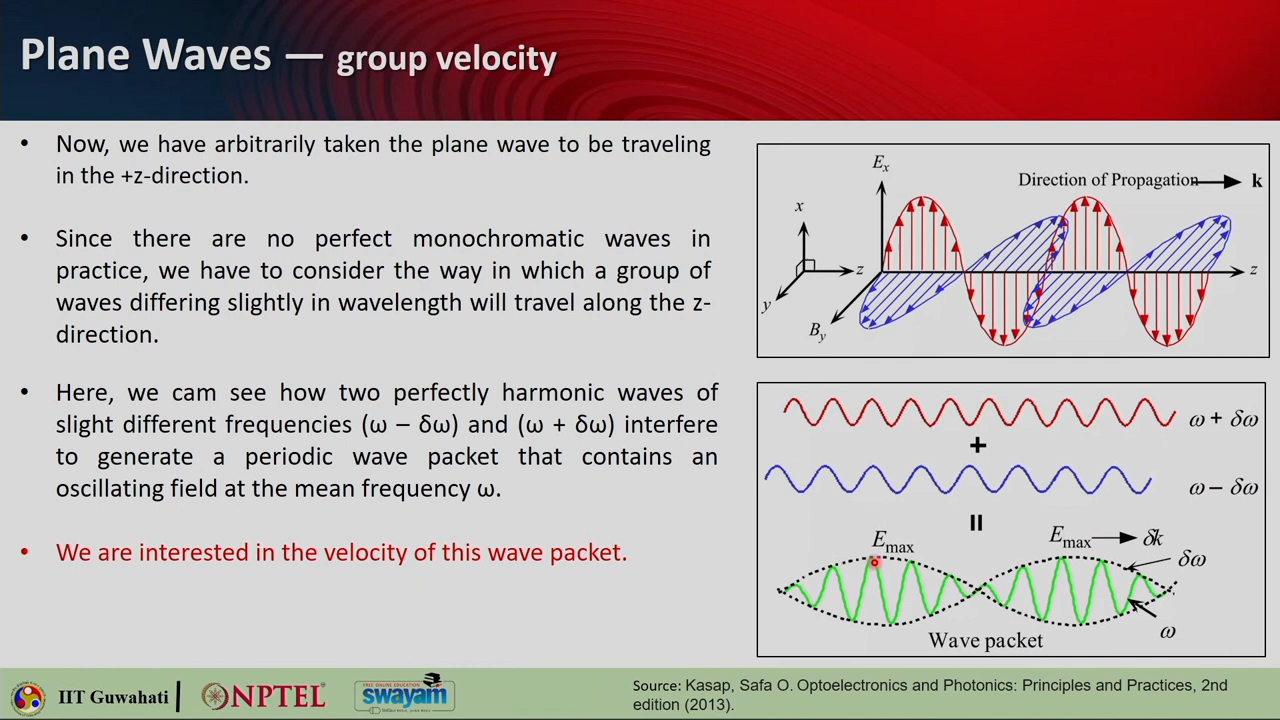 Plane Waves — group velocity
• Now, we have arbitrarily taken the plane wave to be traveling
in the +z-direction.
• Since there are no perfect monochromatic waves in
practice, we have to consider the way in which a group of
waves differing slightly in wavelength will travel along the z-
direction.
• Here, we cam see how two perfectly harmonic waves of
slight different frequencies (ω – δω) and (ω + δω) interfere
to generate a periodic wave packet that contains an
oscillating field at the mean frequency ω.
• We are interested in the velocity of this wave packet.
Ex
Direction of Propagation k
x
z
y
By
z
ω + δω
+
ω – δω
=
Emax
Emax δk
δω
ω
Wave packet
IIT Guwahati
NPTEL
FREE ONLINE EDUCATION
swayam
Source: Kasap, Safa O. Optoelectronics and Photonics: Principles and Practices, 2nd
edition (2013).